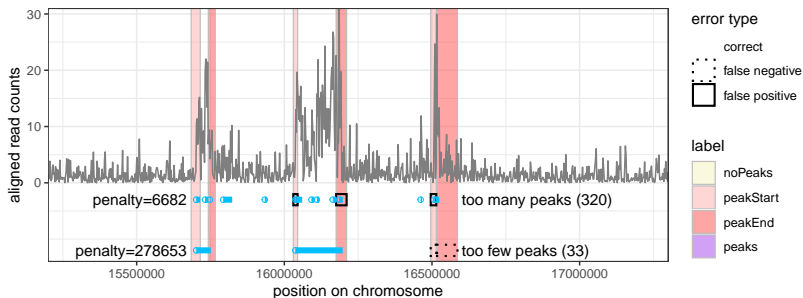 aligned read counts
30
20
10
0
penalty=6682
too many peaks (320)
penalty=278653
too few peaks (33)
15500000
16000000
16500000
17000000
position on chromosome
error type
correct
false negative
false positive
label
noPeaks
peakStart
peakEnd
peaks